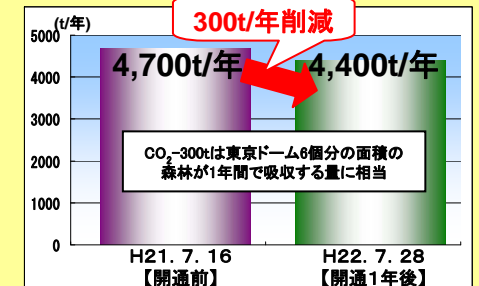 300t/年削減
(t/年)
5000
4,700t/年
4,400t/年
4000
3000
CO2-300tは東京ドーム6個分の面積の
森林が1年間で吸収する量に相当
2000
1000
0
H21. 7. 16
【開通前】
H22. 7. 28
【開通1年後】